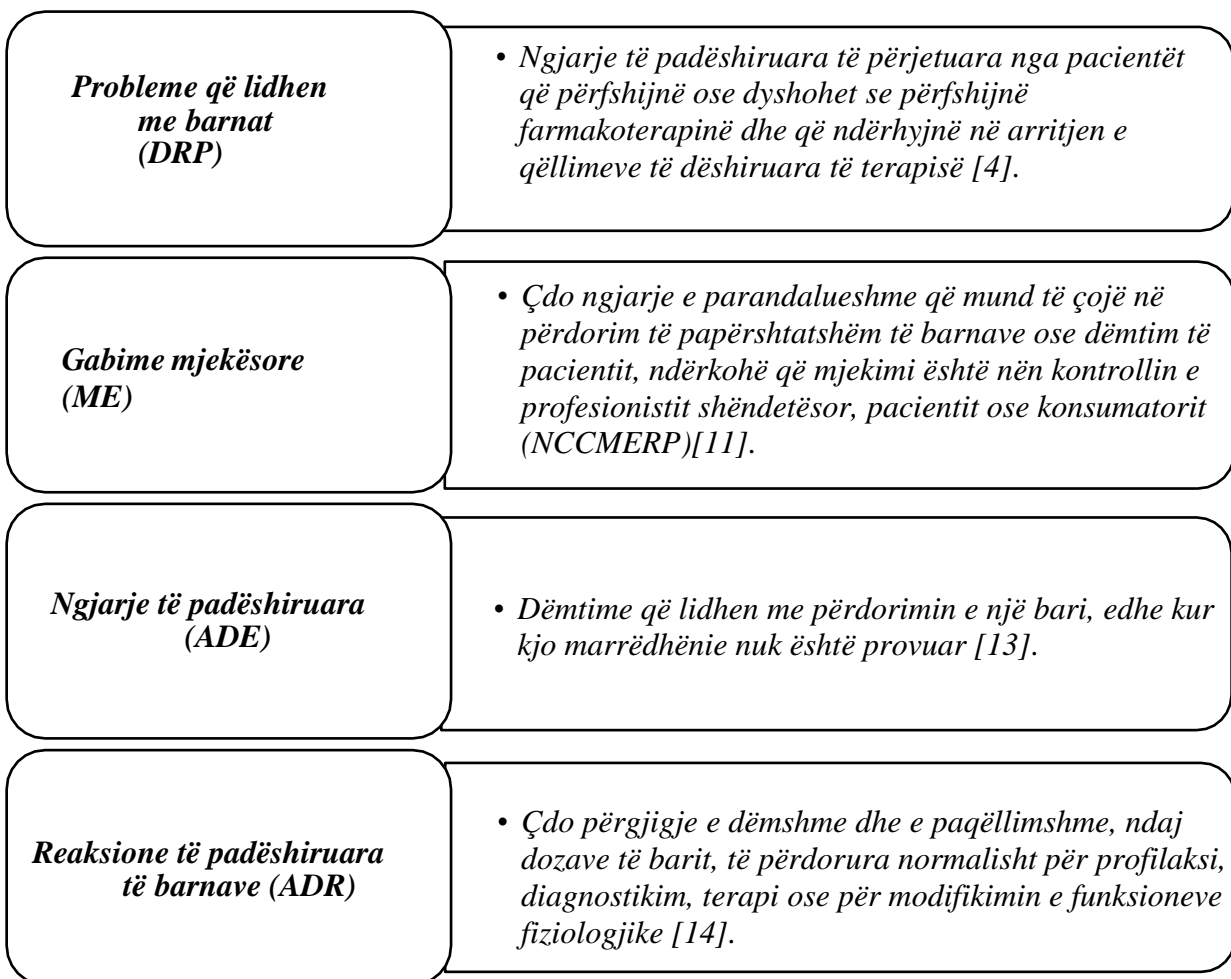 Probleme që lidhen
me barnat
(DRP)
• Ngjarje të padëshiruara të përjetuara nga pacientët
që përfshijnë ose dyshohet se përfshijnë
farmakoterapinë dhe që ndërhyjnë në arritjen e
qëllimeve të dëshiruara të terapisë [4].
Gabime mjekësore
(ME)
• Çdo ngjarje e parandalueshme që mund të çojë në
përdorim të papërshtatshëm të barnave ose dëmtim të
pacientit, ndërkohë që mjekimi është nën kontrollin e
profesionistit shëndetësor, pacientit ose konsumatorit
(NCCMERP)[11].
Ngjarje të padëshiruara
(ADE)
• Dëmtime që lidhen me përdorimin e një bari, edhe kur
kjo marrëdhënie nuk është provuar [13].
Reaksione të padëshiruara
të barnave (ADR)
• Çdo përgjigje e dëmshme dhe e paqëllimshme, ndaj
dozave të barit, të përdorura normalisht për profilaksi,
diagnostikim, terapi ose për modifikimin e funksioneve
fiziologjike [14].